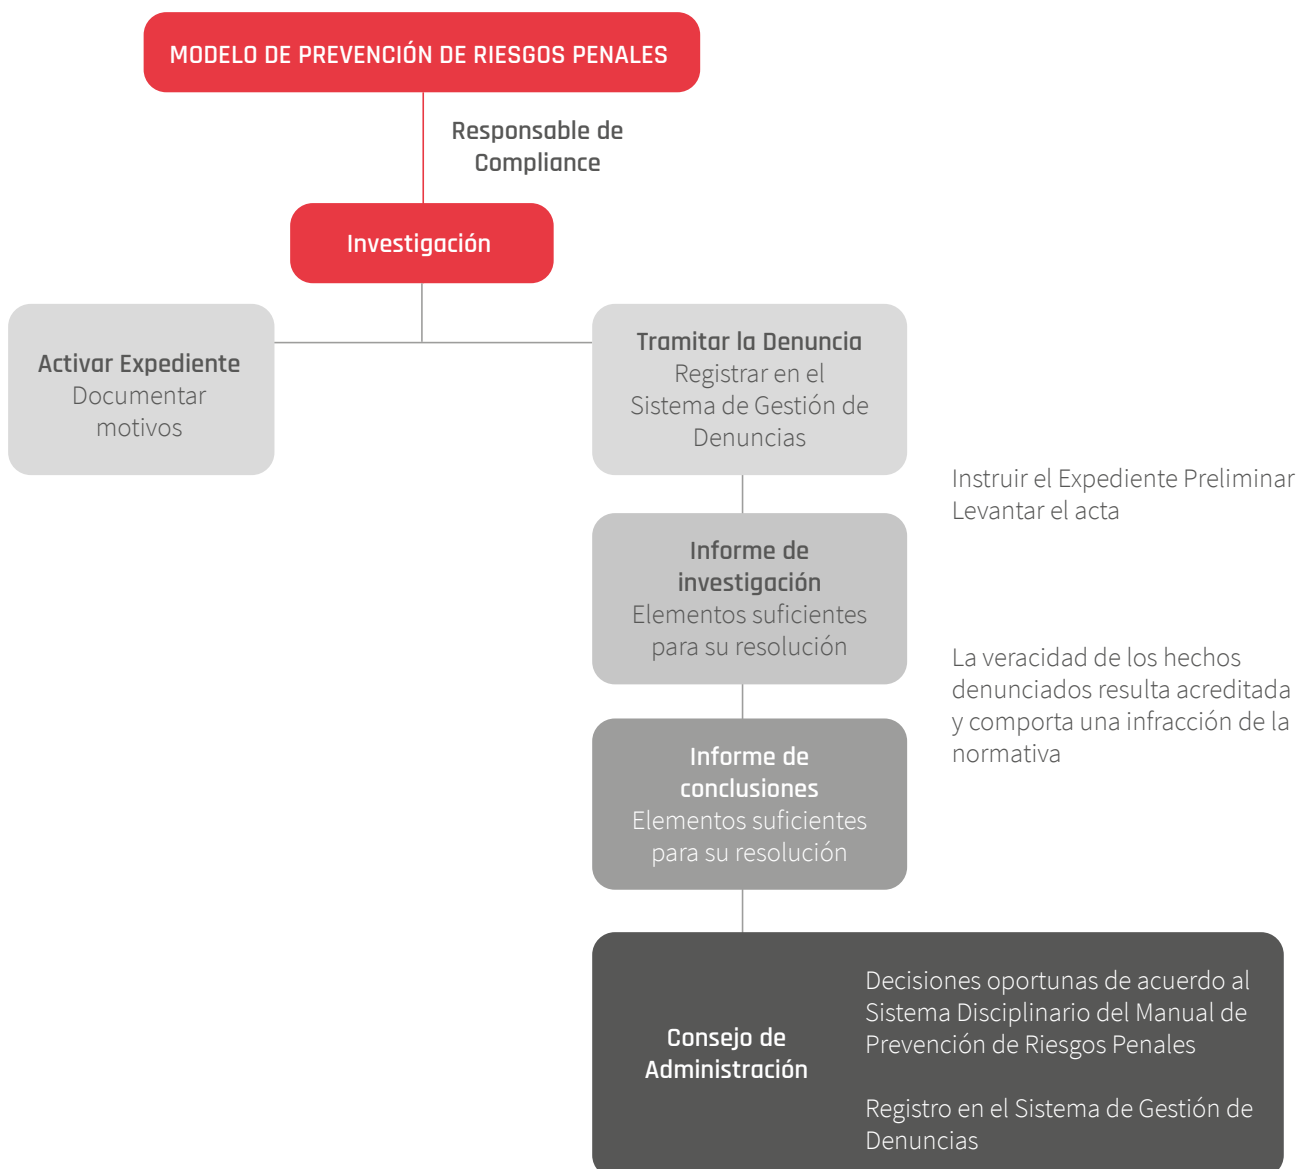 MODELO DE PREVENCIÓN DE RIESGOS PENALES
Responsable de
Compliance
Investigación
Activar Expediente
Documentar
motivos
Tramitar la Denuncia
Registrar en el
Sistema de Gestión de
Denuncias
Instruir el Expediente Preliminar
Levantar el acta
Informe de
investigación
Elementos suficientes
para su resolución
La veracidad de los hechos
denunciados resulta acreditada
y comporta una infracción de la
normativa
Informe de
conclusiones
Elementos suficientes
para su resolución
Consejo de
Administración
Decisiones oportunas de acuerdo al
Sistema Disciplinario del Manual de
Prevención de Riesgos Penales
Registro en el Sistema de Gestión de
Denuncias